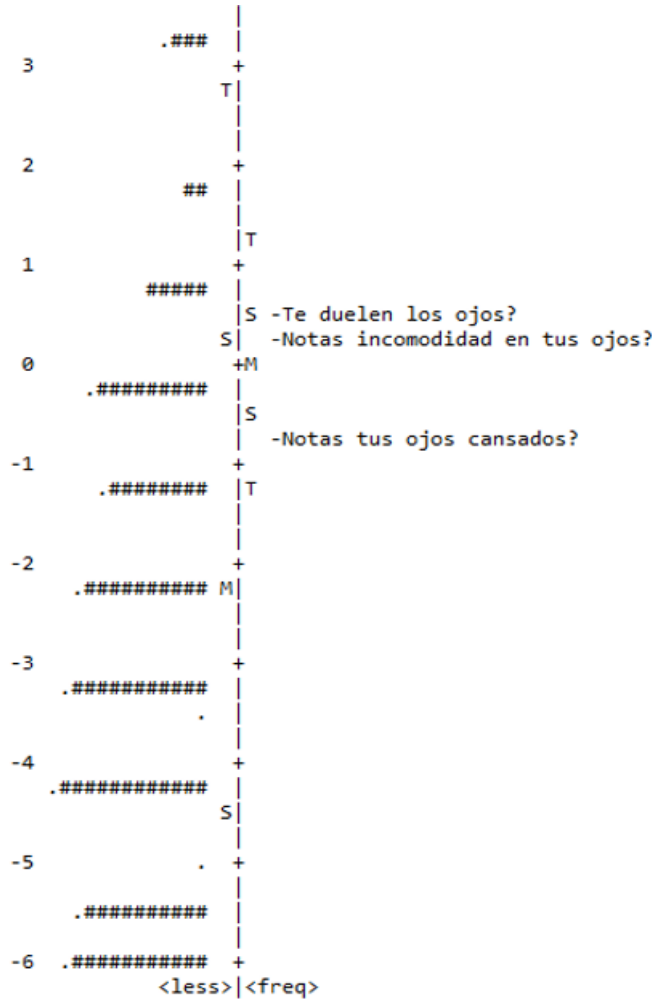 |
.### |
3 +
T|
|
|
2 +
## |
|
|T
1 +
##### |
|S -Te duelen los ojos?
S| -Notas incomodidad en tus ojos?
0 +M
.######### |
|S
| -Notas tus ojos cansados?
-1 +
.######## |T
|
|
-2 +
.########## M|
|
|
-3 +
.########### |
. |
|
-4 +
.############ |
S|
|
-5 . +
|
.########## |
|
-6 .########### +
<less>|<freq>